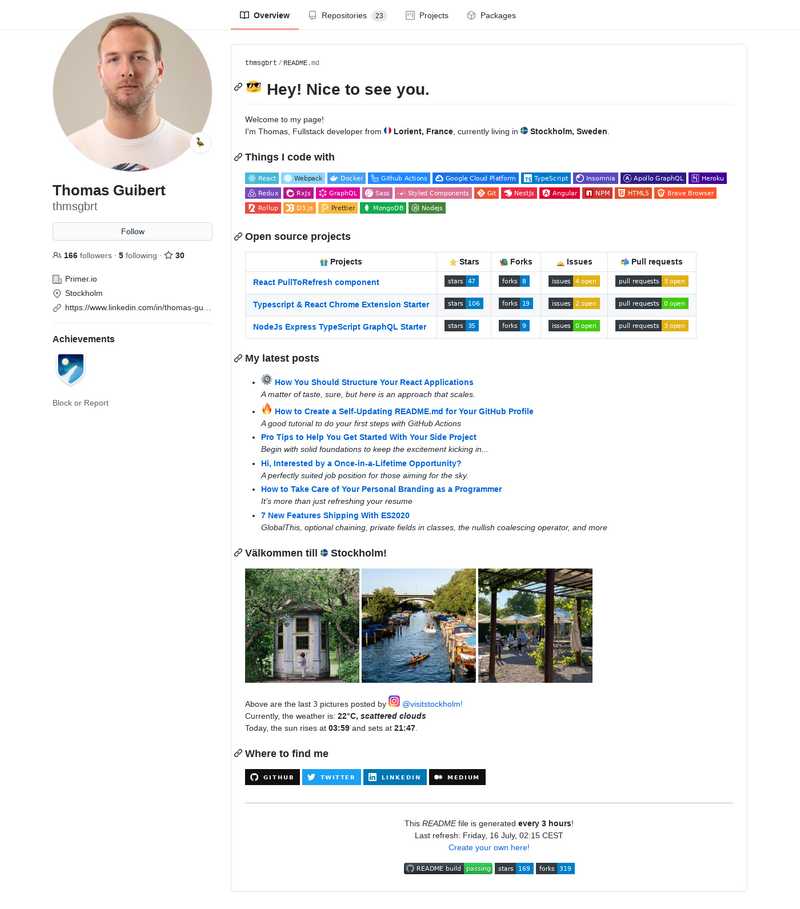 Overview
Repositories 23
Projects
Packages
Thomas Guibert
thmsgbrt
Follow
166 followers · 5 following · 30
Primer.io
Stockholm
https://www.linkedin.com/in/thomas-gu…
Achievements
Block or Report
thmsgbrt / README.md
Hey! Nice to see you.
Welcome to my page!
I'm Thomas, Fullstack developer from Lorient, France, currently living in Stockholm, Sweden.
Things I code with
React Webpack Docker Github Actions Google Cloud Platform TypeScript Insomnia Apollo GraphQL Heroku
Redux RxJs GraphQL Sass Styled Components Git NestJs Angular NPM HTML5 Brave Browser
Rollup D3.js Prettier MongoDB Nodejs
Open source projects
Projects Stars Forks Issues Pull requests
React PullToRefresh component stars 47 forks 8 issues 4 open pull requests 3 open
Typescript & React Chrome Extension Starter stars 106 forks 19 issues 2 open pull requests 0 open
NodeJs Express TypeScript GraphQL Starter stars 35 forks 9 issues 0 open pull requests 3 open
My latest posts
How You Should Structure Your React Applications
A matter of taste, sure, but here is an approach that scales.
How to Create a Self-Updating README.md for Your GitHub Profile
A good tutorial to do your first steps with GitHub Actions
Pro Tips to Help You Get Started With Your Side Project
Begin with solid foundations to keep the excitement kicking in...
Hi, Interested by a Once-in-a-Lifetime Opportunity?
A perfectly suited job position for those aiming for the sky.
How to Take Care of Your Personal Branding as a Programmer
It's more than just refreshing your resume
7 New Features Shipping With ES2020
GlobalThis, optional chaining, private fields in classes, the nullish coalescing operator, and more
Välkommen till Stockholm!
Above are the last 3 pictures posted by @visitstockholm!
Currently, the weather is: 22°C, scattered clouds
Today, the sun rises at 03:59 and sets at 21:47.
Where to find me
GITHUB TWITTER LINKEDIN MEDIUM
This README file is generated every 3 hours!
Last refresh: Friday, 16 July, 02:15 CEST
Create your own here!
README build passing stars 169 forks 319